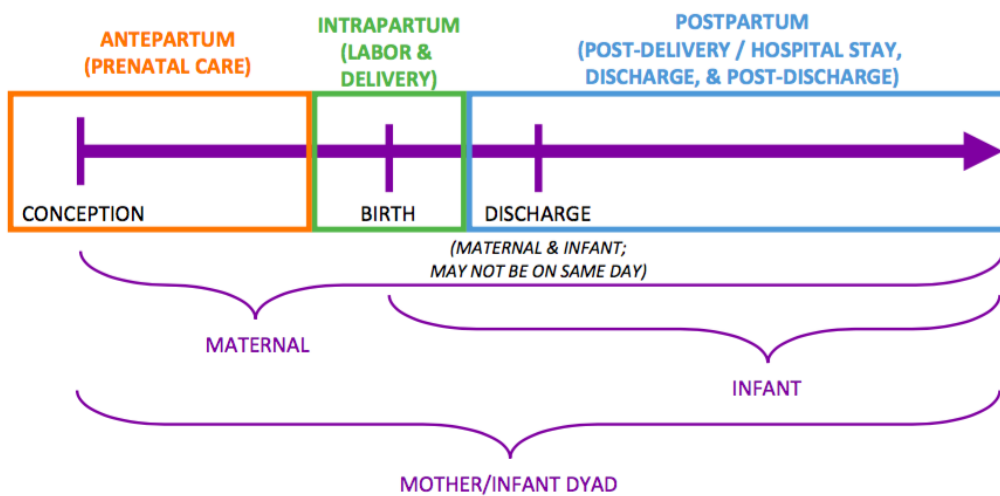 ANTEPARTUM
(PRENATAL CARE)
INTRAPARTUM
(LABOR &
DELIVERY)
POSTPARTUM
(POST-DELIVERY / HOSPITAL STAY,
DISCHARGE, & POST-DISCHARGE)
CONCEPTION
BIRTH
DISCHARGE
(MATERNAL & INFANT;
MAY NOT BE ON SAME DAY)
MATERNAL
INFANT
MOTHER/INFANT DYAD